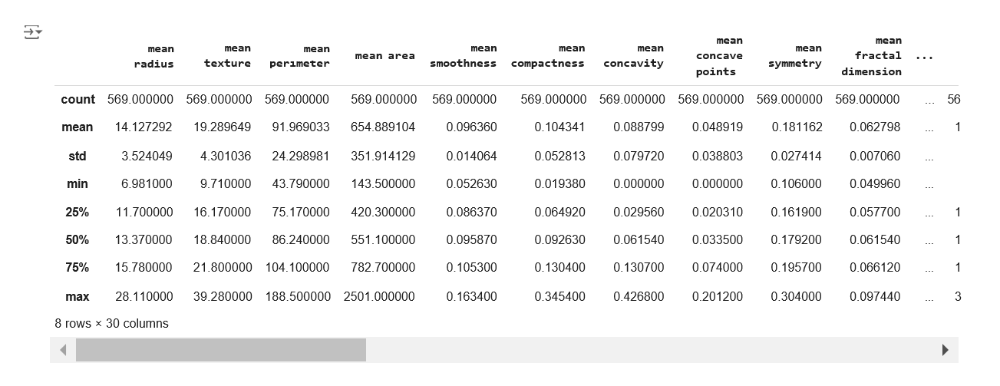 mean mean mean mean area mean mean mean mean concave points mean mean fractal dimension ...
radius texture perimeter smoothness compactness concavity symmetry
count 569.000000 569.000000 569.000000 569.000000 569.000000 569.000000 569.000000 569.000000 569.000000 569.000000 ... 56
mean 14.127292 19.289649 91.969033 654.889104 0.096360 0.104341 0.088799 0.048919 0.181162 0.062798 ... 1
std 3.524049 4.301036 24.298981 351.914129 0.014064 0.052813 0.079720 0.038803 0.027414 0.007060 ...
min 6.981000 9.710000 43.790000 143.500000 0.052630 0.019380 0.000000 0.000000 0.106000 0.049960 ...
25% 11.700000 16.170000 75.170000 420.300000 0.086370 0.064920 0.029560 0.020310 0.161900 0.057700 ... 1
50% 13.370000 18.840000 86.240000 551.100000 0.095870 0.092630 0.061540 0.033500 0.179200 0.061540 ... 1
75% 15.780000 21.800000 104.100000 782.700000 0.105300 0.130400 0.130700 0.074000 0.195700 0.066120 ... 1
max 28.110000 39.280000 188.500000 2501.000000 0.163400 0.345400 0.426800 0.201200 0.304000 0.097440 ... 3
8 rows × 30 columns